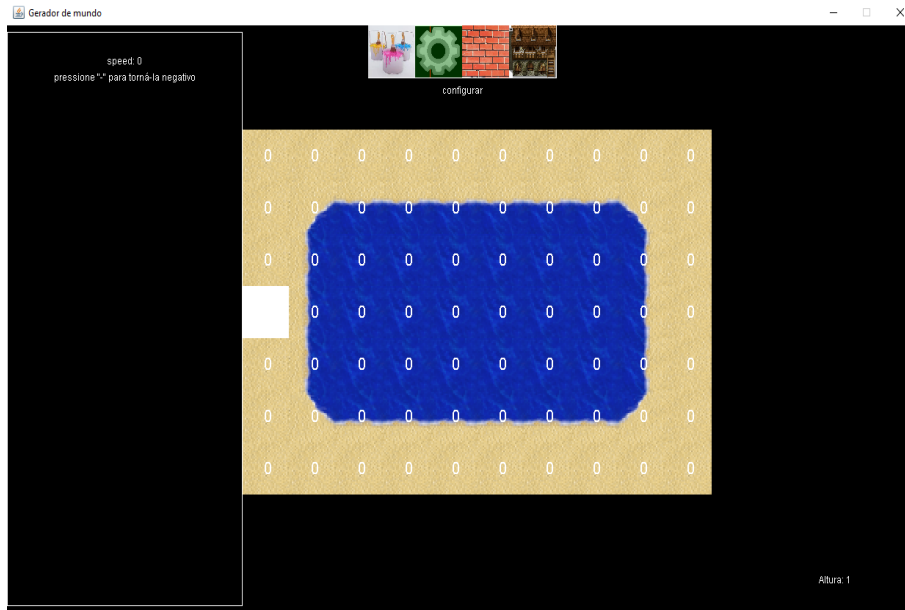 Gerador de mundo
speed: 0
pressione "-" para torná-la negativo
configurar
0 0 0 0 0 0 0 0 0 0
0 0 0 0 0 0 0 0 0 0
0 0 0 0 0 0 0 0 0 0
0 0 0 0 0 0 0 0 0
0 0 0 0 0 0 0 0 0 0
0 0 0 0 0 0 0 0 0 0
0 0 0 0 0 0 0 0 0 0
Altura: 1